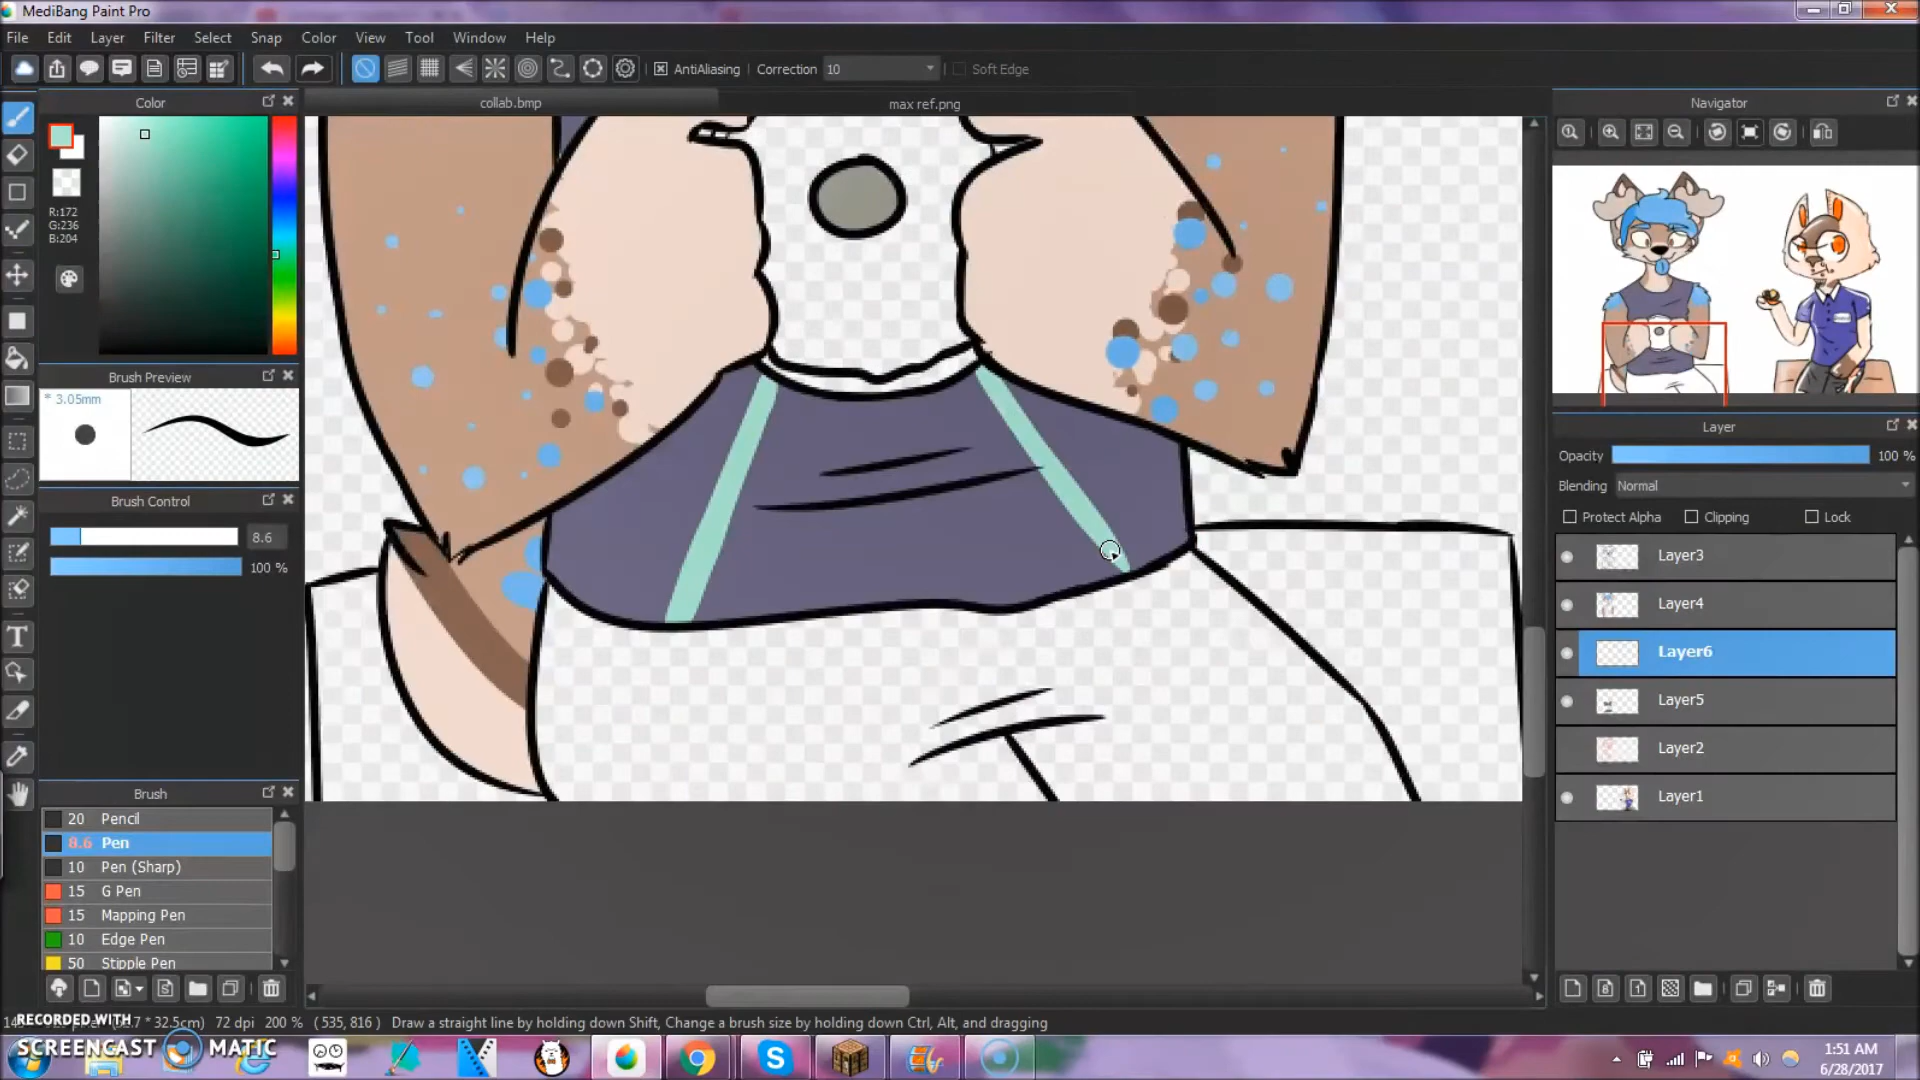 MediBang Paint Pro
File Edit Layer Filter Select Snap Color View Tool Window Help
AntiAliasing Correction 10 Soft Edge
Color
collab.bmp
max ref.png
Navigator
R:172
G:236
B:204
Brush Preview
* 3.05mm
Brush Control
8.6
100 %
Brush
20 Pencil
8.6 Pen
10 Pen (Sharp)
15 G Pen
15 Mapping Pen
10 Edge Pen
50 Stipple Pen
Layer
Opacity 100 %
Blending Normal
Protect Alpha Clipping Lock
Layer3
Layer4
Layer6
Layer5
Layer2
Layer1
32.5cm) 72 dpi 200 % (535, 816) Draw a straight line by holding down Shift, Change a brush size by holding down Ctrl, Alt, and dragging
RECORDED WITH
SCREENCAST MATIC
1:51 AM
6/28/2017